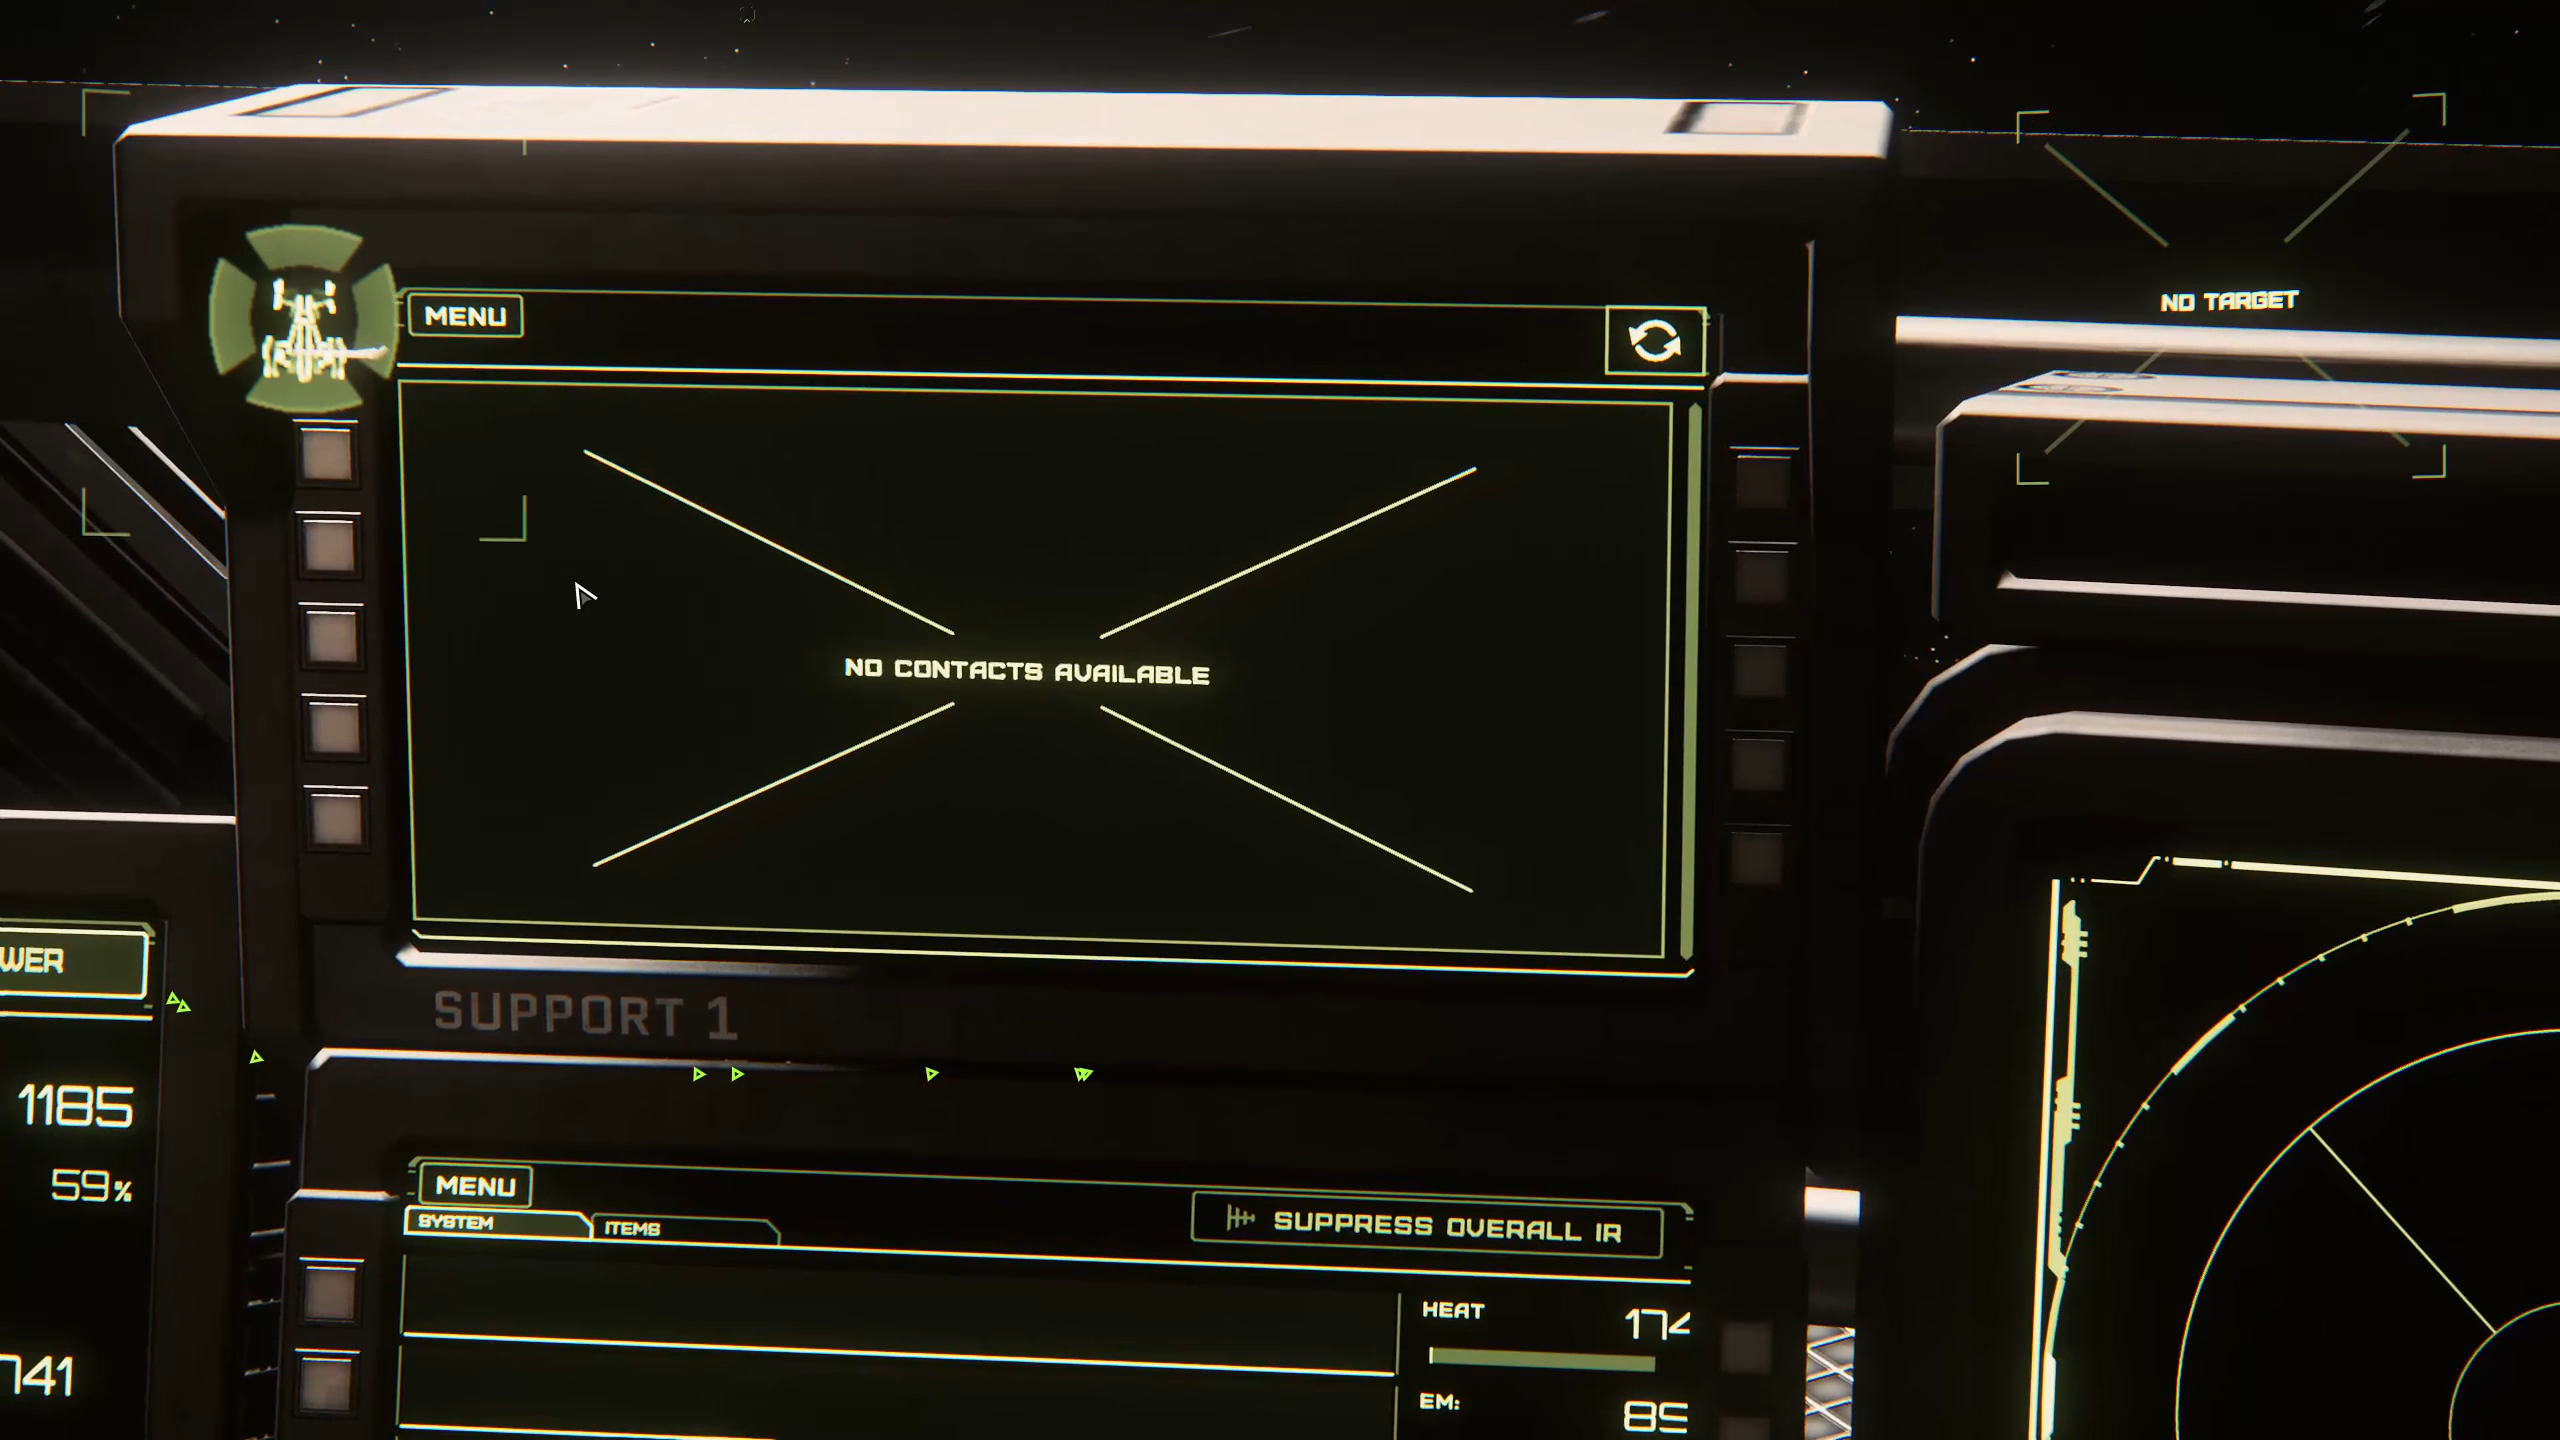 NO TARGET
MENU
NO CONTACTS AVAILABLE
SUPPORT 1
WER
1185
59%
741
MENU
SUPPRESS OVERALL IR
SYSTEM
ITEMS
HEAT
174
EM:
85